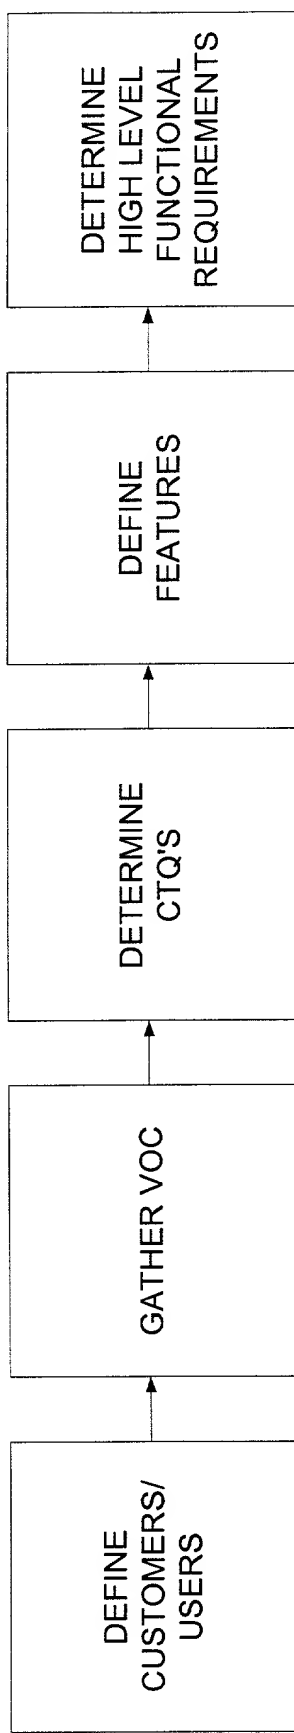 DEFINE
CUSTOMERS/
USERS
GATHER VOC
DETERMINE
CTQ'S
DEFINE
FEATURES
DETERMINE
HIGH LEVEL
FUNCTIONAL
REQUIREMENTS